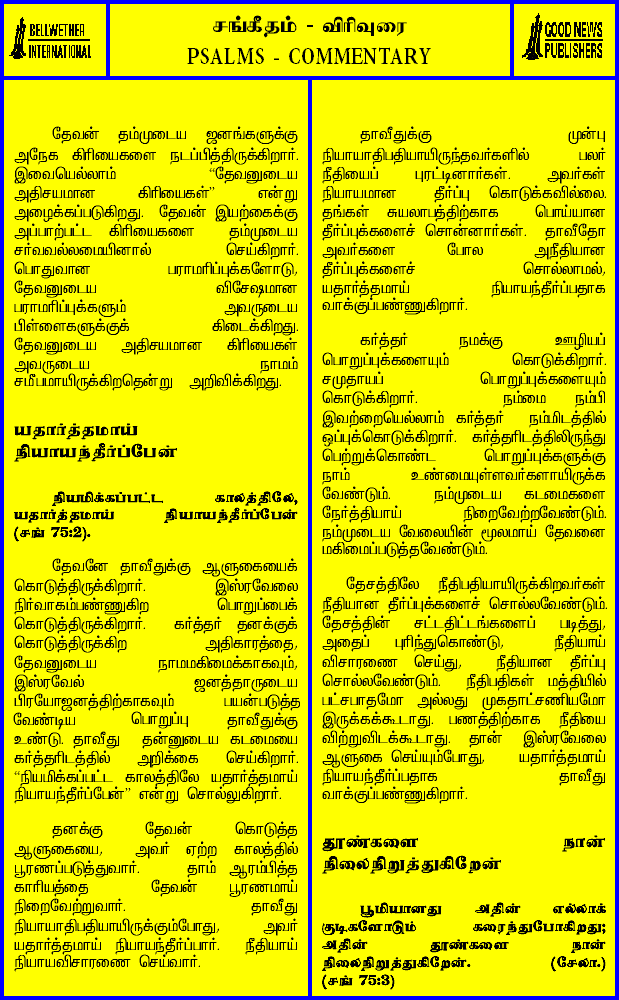 BELLWETHER
INTERNATIONAL
சங்கீதம் - விரிவுரை
PSALMS - COMMENTARY
GOOD NEWS
PUBLISHERS
தேவன் தம்முடைய ஜனங்களுக்கு
அநேக கிரியைகளை நடப்பித்திருக்கிறார்.
இவையெல்லாம் “தேவனுடைய
அதிசயமான கிரியைகள்” என்று
அழைக்கப்படுகிறது. தேவன் இயற்கைக்கு
அப்பாற்பட்ட கிரியைகளை தம்முடைய
சர்வவல்லமையினால் செய்கிறார்.
பொதுவான பராமரிப்புக்களோடு,
தேவனுடைய விசேஷமான
பராமரிப்புக்களும் அவருடைய
பிள்ளைகளுக்குக் கிடைக்கிறது.
தேவனுடைய அதிசயமான கிரியைகள்
அவருடைய நாமம்
சமீபமாயிருக்கிறதென்று அறிவிக்கிறது.
யதார்த்தமாய்
நியாயந்தீர்ப்பேன்
நியமிக்கப்பட்ட காலத்திலே,
யதார்த்தமாய் நியாயந்தீர்ப்பேன்
(சங் 75:2).
தேவனே தாவீதுக்கு ஆளுகையைக்
கொடுத்திருக்கிறார். இஸ்ரவேலை
நிர்வாகம்பண்ணுகிற பொறுப்பைக்
கொடுத்திருக்கிறார். கர்த்தர் தனக்குக்
கொடுத்திருக்கிற அதிகாரத்தை,
தேவனுடைய நாமமகிமைக்காகவும்,
இஸ்ரவேல் ஜனத்தாருடைய
பிரயோஜனத்திற்காகவும் பயன்படுத்த
வேண்டிய பொறுப்பு தாவீதுக்கு
உண்டு. தாவீது தன்னுடைய கடமையை
கர்த்தரிடத்தில் அறிக்கை செய்கிறார்.
“நியமிக்கப்பட்ட காலத்திலே யதார்த்தமாய்
நியாயந்தீர்ப்பேன்” என்று சொல்லுகிறார்.
தனக்கு தேவன் கொடுத்த
ஆளுகையை, அவர் ஏற்ற காலத்தில்
பூரணப்படுத்துவார். தாம் ஆரம்பித்த
காரியத்தை தேவன் பூரணமாய்
நிறைவேற்றுவார். தாவீது
நியாயாதிபதியாயிருக்கும்போது, அவர்
யதார்த்தமாய் நியாயந்தீர்ப்பார். நீதியாய்
நியாயவிசாரணை செய்வார்.
தாவீதுக்கு முன்பு
நியாயாதிபதியாயிருந்தவர்களில் பலர்
நீதியைப் புரட்டினார்கள். அவர்கள்
நியாயமான தீர்ப்பு கொடுக்கவில்லை.
தங்கள் சுயலாபத்திற்காக பொய்யான
தீர்ப்புக்களைச் சொன்னார்கள். தாவீதோ
அவர்களை போல அநீதியான
தீர்ப்புக்களைச் சொல்லாமல்,
யதார்த்தமாய் நியாயந்தீர்ப்பதாக
வாக்குப்பண்ணுகிறார்.
கர்த்தர் நமக்கு ஊழியப்
பொறுப்புக்களையும் கொடுக்கிறார்.
சமுதாயப் பொறுப்புக்களையும்
கொடுக்கிறார். நம்மை நம்பி
இவற்றையெல்லாம் கர்த்தர் நம்மிடத்தில்
ஒப்புக்கொடுக்கிறார். கர்த்தரிடத்திலிருந்து
பெற்றுக்கொண்ட பொறுப்புக்களுக்கு
நாம் உண்மையுள்ளவர்களாயிருக்க
வேண்டும். நம்முடைய கடமைகளை
நேர்த்தியாய் நிறைவேற்றவேண்டும்.
நம்முடைய வேலையின் மூலமாய் தேவனை
மகிமைப்படுத்தவேண்டும்.
தேசத்திலே நீதிபதியாயிருக்கிறவர்கள்
நீதியான தீர்ப்புக்களைச் சொல்லவேண்டும்.
தேசத்தின் சட்டதிட்டங்களைப் படித்து,
அதைப் புரிந்துகொண்டு, நீதியாய்
விசாரணை செய்து, நீதியான தீர்ப்பு
சொல்லவேண்டும். நீதிபதிகள் மத்தியில்
பட்சபாதமோ அல்லது முகதாட்சணியமோ
இருக்கக்கூடாது. பணத்திற்காக நீதியை
விற்றுவிடக்கூடாது. தான் இஸ்ரவேலை
ஆளுகை செய்யும்போது, யதார்த்தமாய்
நியாயந்தீர்ப்பதாக தாவீது
வாக்குப்பண்ணுகிறார்.
தூண்களை நான்
நிலைநிறுத்துகிறேன்
பூமியானது அதின் எல்லாக்
குடிகளோடும் கரைந்துபோகிறது;
அதின் தூண்களை நான்
நிலைநிறுத்துகிறேன். (சேலா.)
(சங் 75:3)